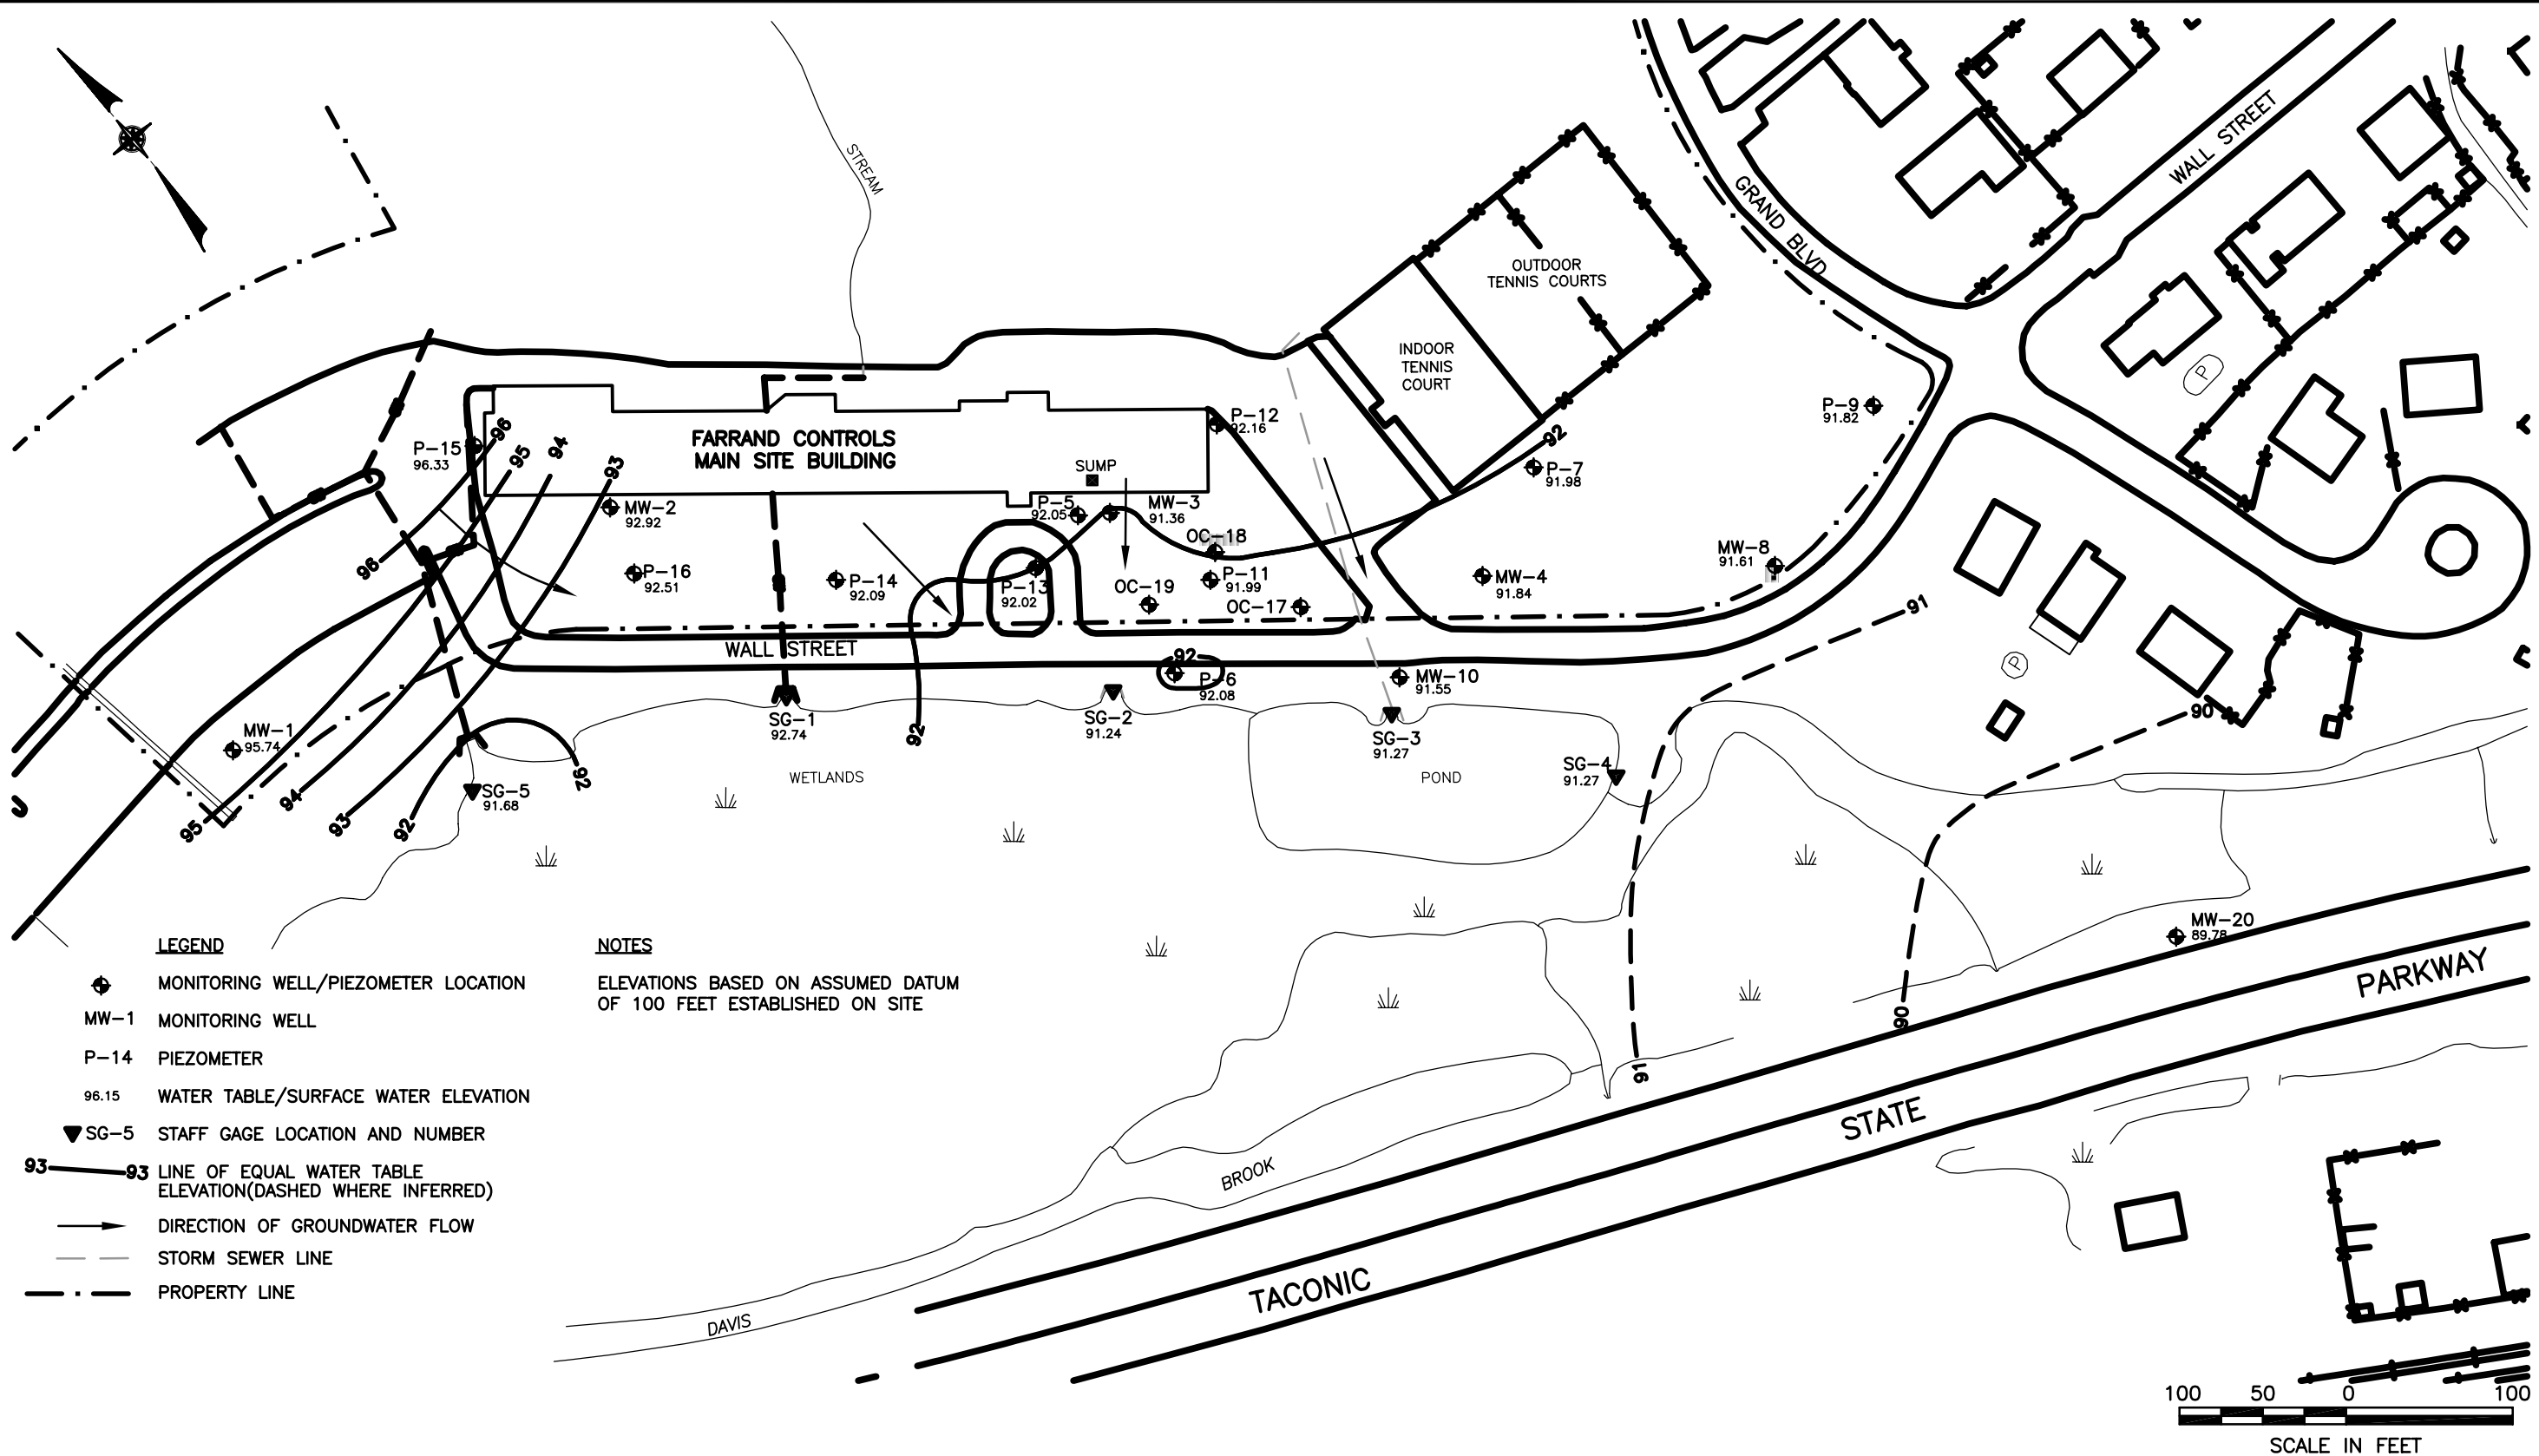 STREAM
WALL STREET
GRAND BLVD
OUTDOOR
TENNIS COURTS
INDOOR
TENNIS
COURT
P
P-9
91.82
P-12
92.16
92
P-7
91.98
FARRAND CONTROLS
MAIN SITE BUILDING
SUMP
P-15
96.33
96
95
94
93
MW-2
92.92
P-5
92.05
MW-3
91.36
OC-18
MW-8
91.61
P-16
92.51
P-14
92.09
P-13
92.02
OC-19
P-11
91.99
OC-17
MW-4
91.84
96
91
WALL STREET
92
P-6
92.08
MW-10
91.55
P
90
SG-1
92.74
92
SG-2
91.24
SG-3
91.27
SG-4
91.27
MW-1
95.74
92
SG-5
91.68
WETLANDS
POND
95
94
93
92
MW-20
89.78
90
91
LEGEND
MONITORING WELL/PIEZOMETER LOCATION
MW-1 MONITORING WELL
P-14 PIEZOMETER
96.15 WATER TABLE/SURFACE WATER ELEVATION
SG-5 STAFF GAGE LOCATION AND NUMBER
93 93 LINE OF EQUAL WATER TABLE
ELEVATION(DASHED WHERE INFERRED)
DIRECTION OF GROUNDWATER FLOW
STORM SEWER LINE
PROPERTY LINE
NOTES
ELEVATIONS BASED ON ASSUMED DATUM
OF 100 FEET ESTABLISHED ON SITE
DAVIS BROOK
TACONIC STATE PARKWAY
100 50 0 100
SCALE IN FEET